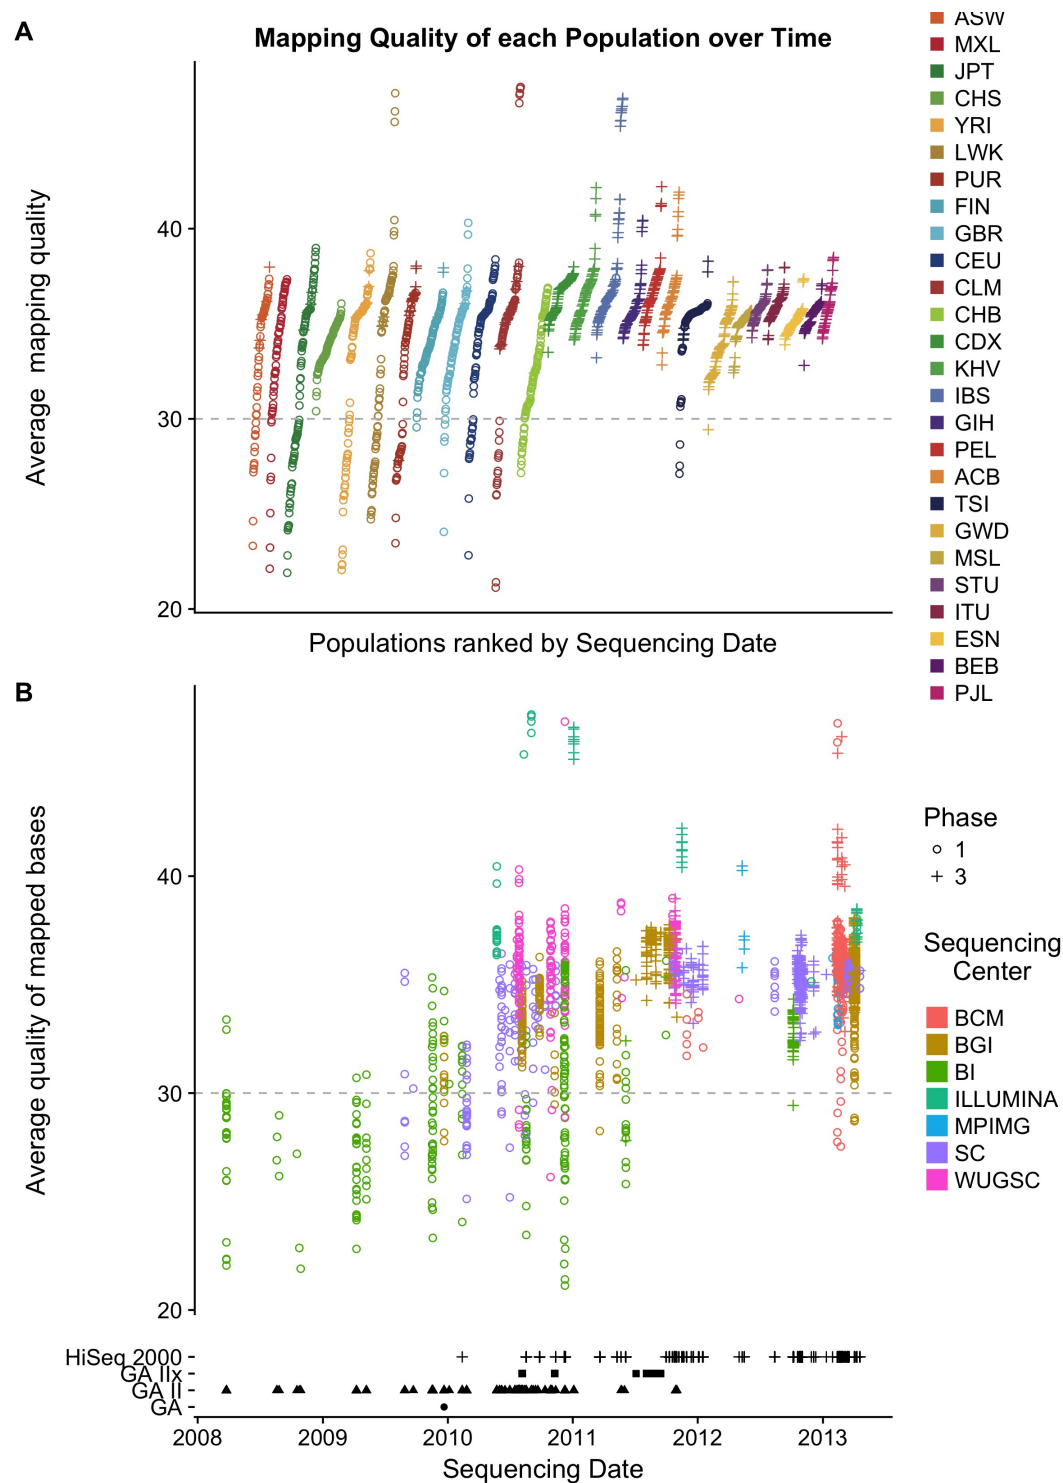 A
Mapping Quality of each Population over Time
Average mapping quality
40
30
20
Populations ranked by Sequencing Date
ASW
MXL
JPT
CHS
YRI
LWK
PUR
FIN
GBR
CEU
CLM
CHB
CDX
KHV
IBS
GIH
PEL
ACB
TSI
GWD
MSL
STU
ITU
ESN
BEB
PJL
B
Average quality of mapped bases
40
30
20
Phase
1
3
Sequencing
Center
BCM
BGI
BI
ILLUMINA
MPIMG
SC
WUGSC
HiSeq 2000
GA IIx
GA II
GA
2008 2009 2010 2011 2012 2013
Sequencing Date